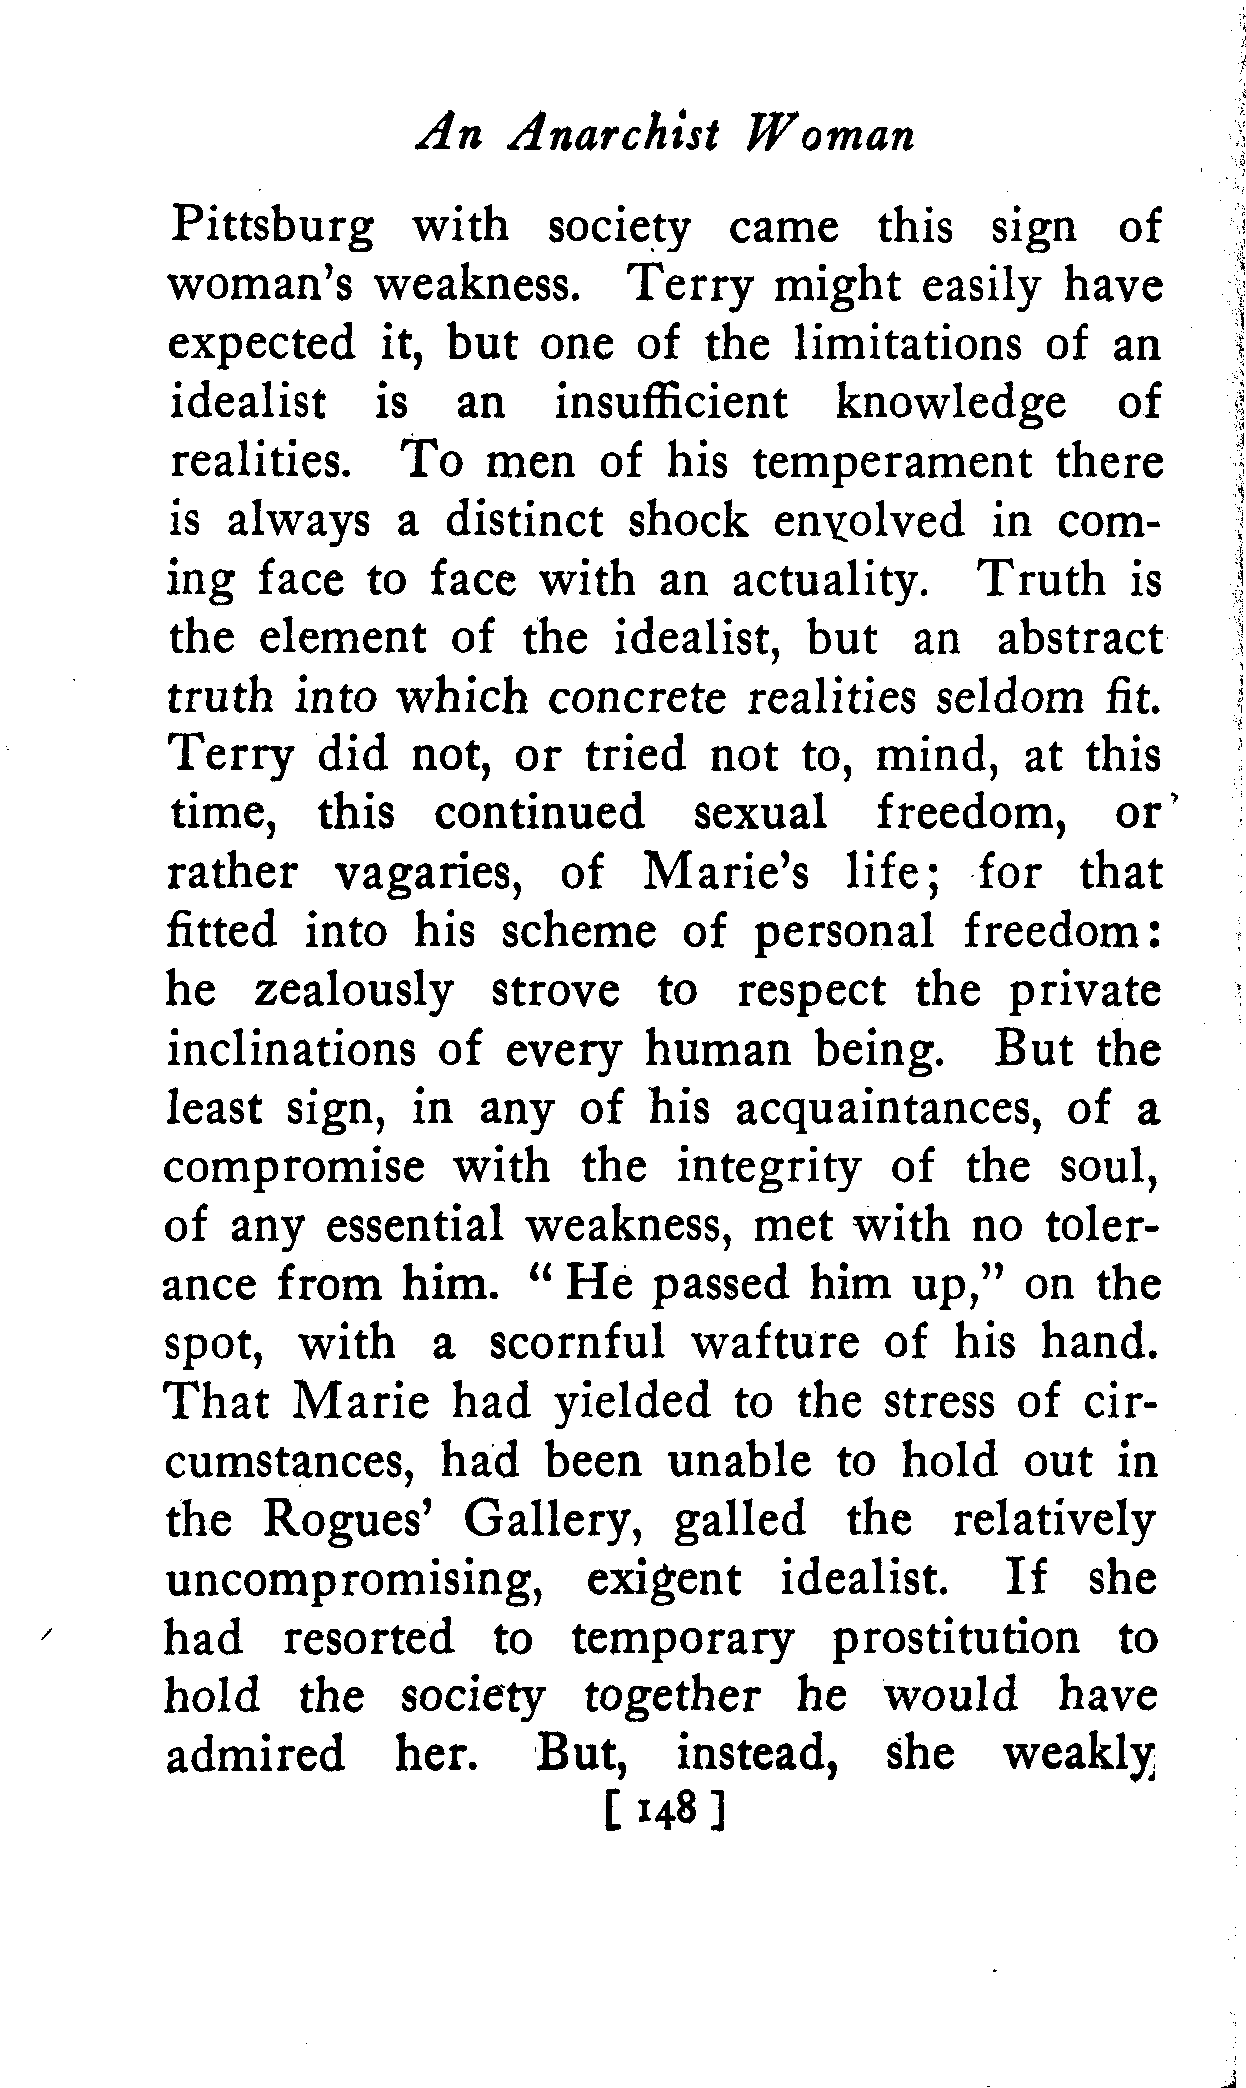 An Anarchist Woman
Pittsburg with society came this sign of
woman's weakness. Terry might easily have
expected it, but one of the limitations of an
idealist is an insufficient knowledge of
realities. To men of his temperament there
is always a distinct shock envolved in com-
ing face to face with an actuality. Truth is
the element of the idealist, but an abstract
truth into which concrete realities seldom fit.
Terry did not, or tried not to, mind, at this
time, this continued sexual freedom, or
rather vagaries, of Marie's life; for that
fitted into his scheme of personal freedom:
he zealously strove to respect the private
inclinations of every human being. But the
least sign, in any of his acquaintances, of a
compromise with the integrity of the soul,
of any essential weakness, met with no toler-
ance from him. "He passed him up," on the
spot, with a scornful wafture of his hand.
That Marie had yielded to the stress of cir-
cumstances, had been unable to hold out in
the Rogues' Gallery, galled the relatively
uncompromising, exigent idealist. If she
had resorted to temporary prostitution to
hold the society together he would have
admired her. But, instead, she weakly
[ 148 ]